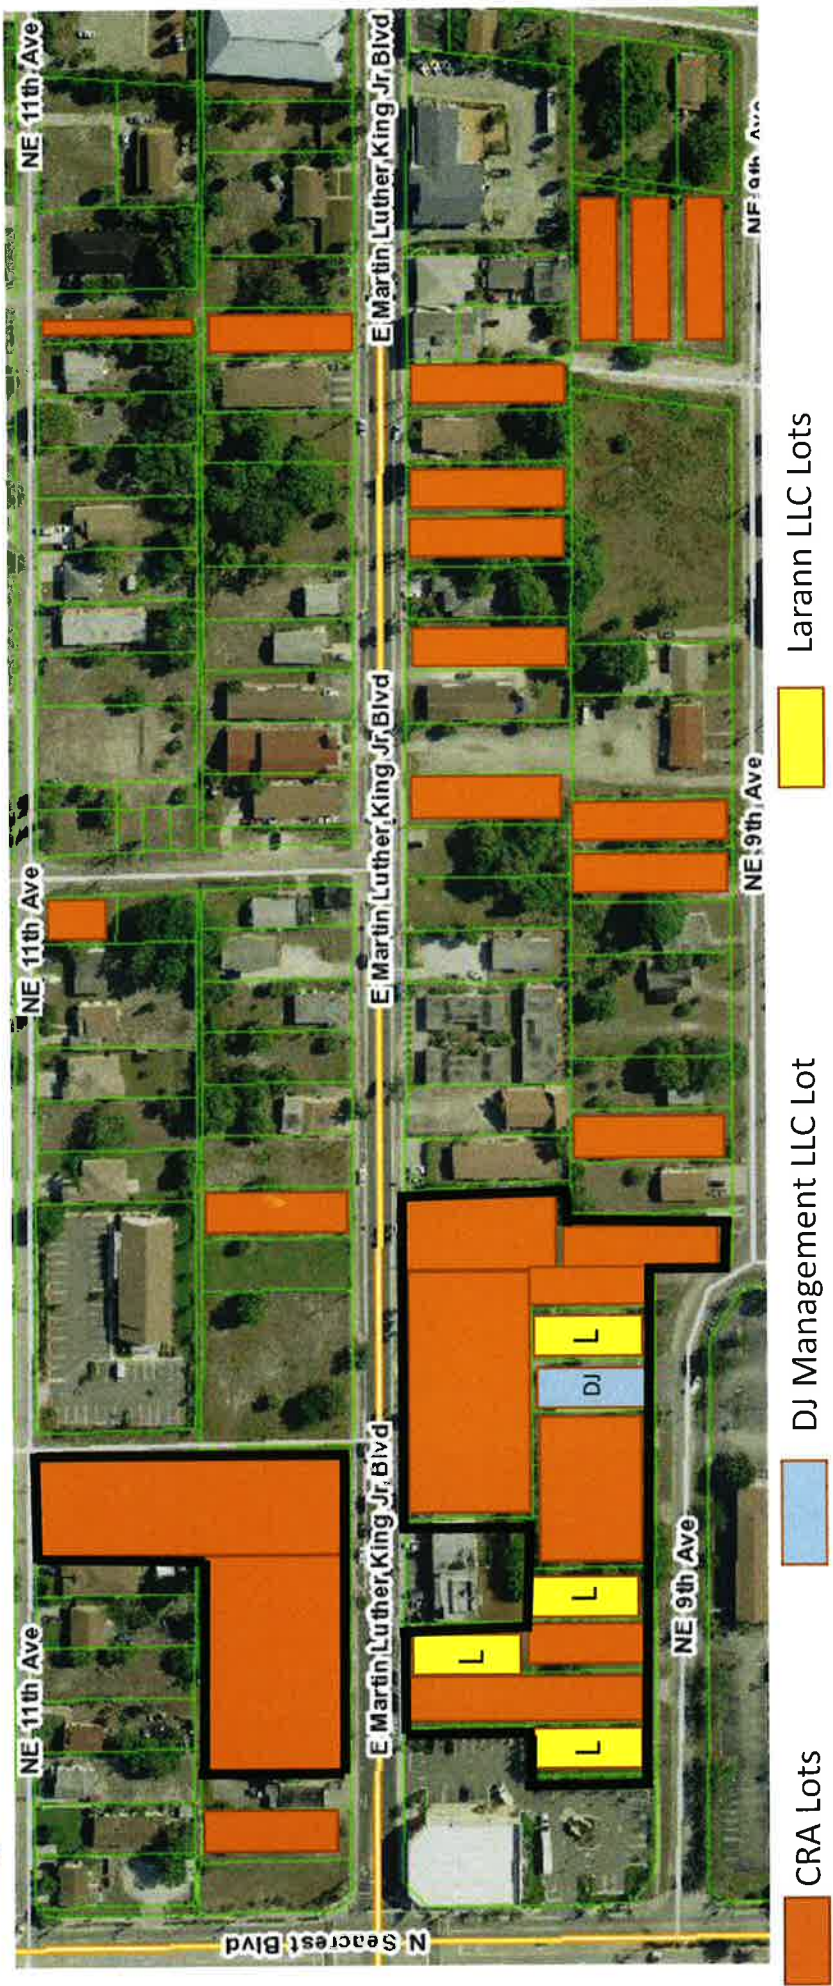 NE 11th Ave
NE 11th Ave
NE 11th Ave
E Martin Luther King Jr Blvd
E Martin Luther King Jr Blvd
E Martin Luther King Jr Blvd
N Seacrest Blvd
L
L
L
L
DJ
NE 9th Ave
NE 9th Ave
NE 9th Ave
CRA Lots
DJ Management LLC Lot
Larann LLC Lots